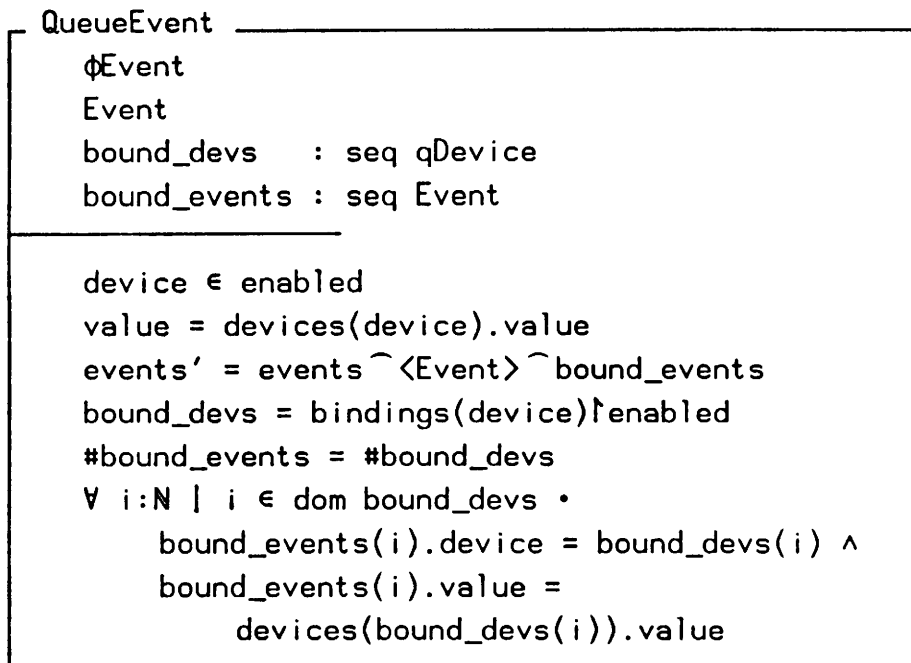 QueueEvent
ϕEvent
Event
bound_devs : seq qDevice
bound_events : seq Event
device ∈ enabled
value = devices(device).value
events′ = events⁀<Event>⁀bound_events
bound_devs = bindings(device)↾enabled
#bound_events = #bound_devs
∀ i:ℕ | i ∈ dom bound_devs •
bound_events(i).device = bound_devs(i) ∧
bound_events(i).value =
devices(bound_devs(i)).value